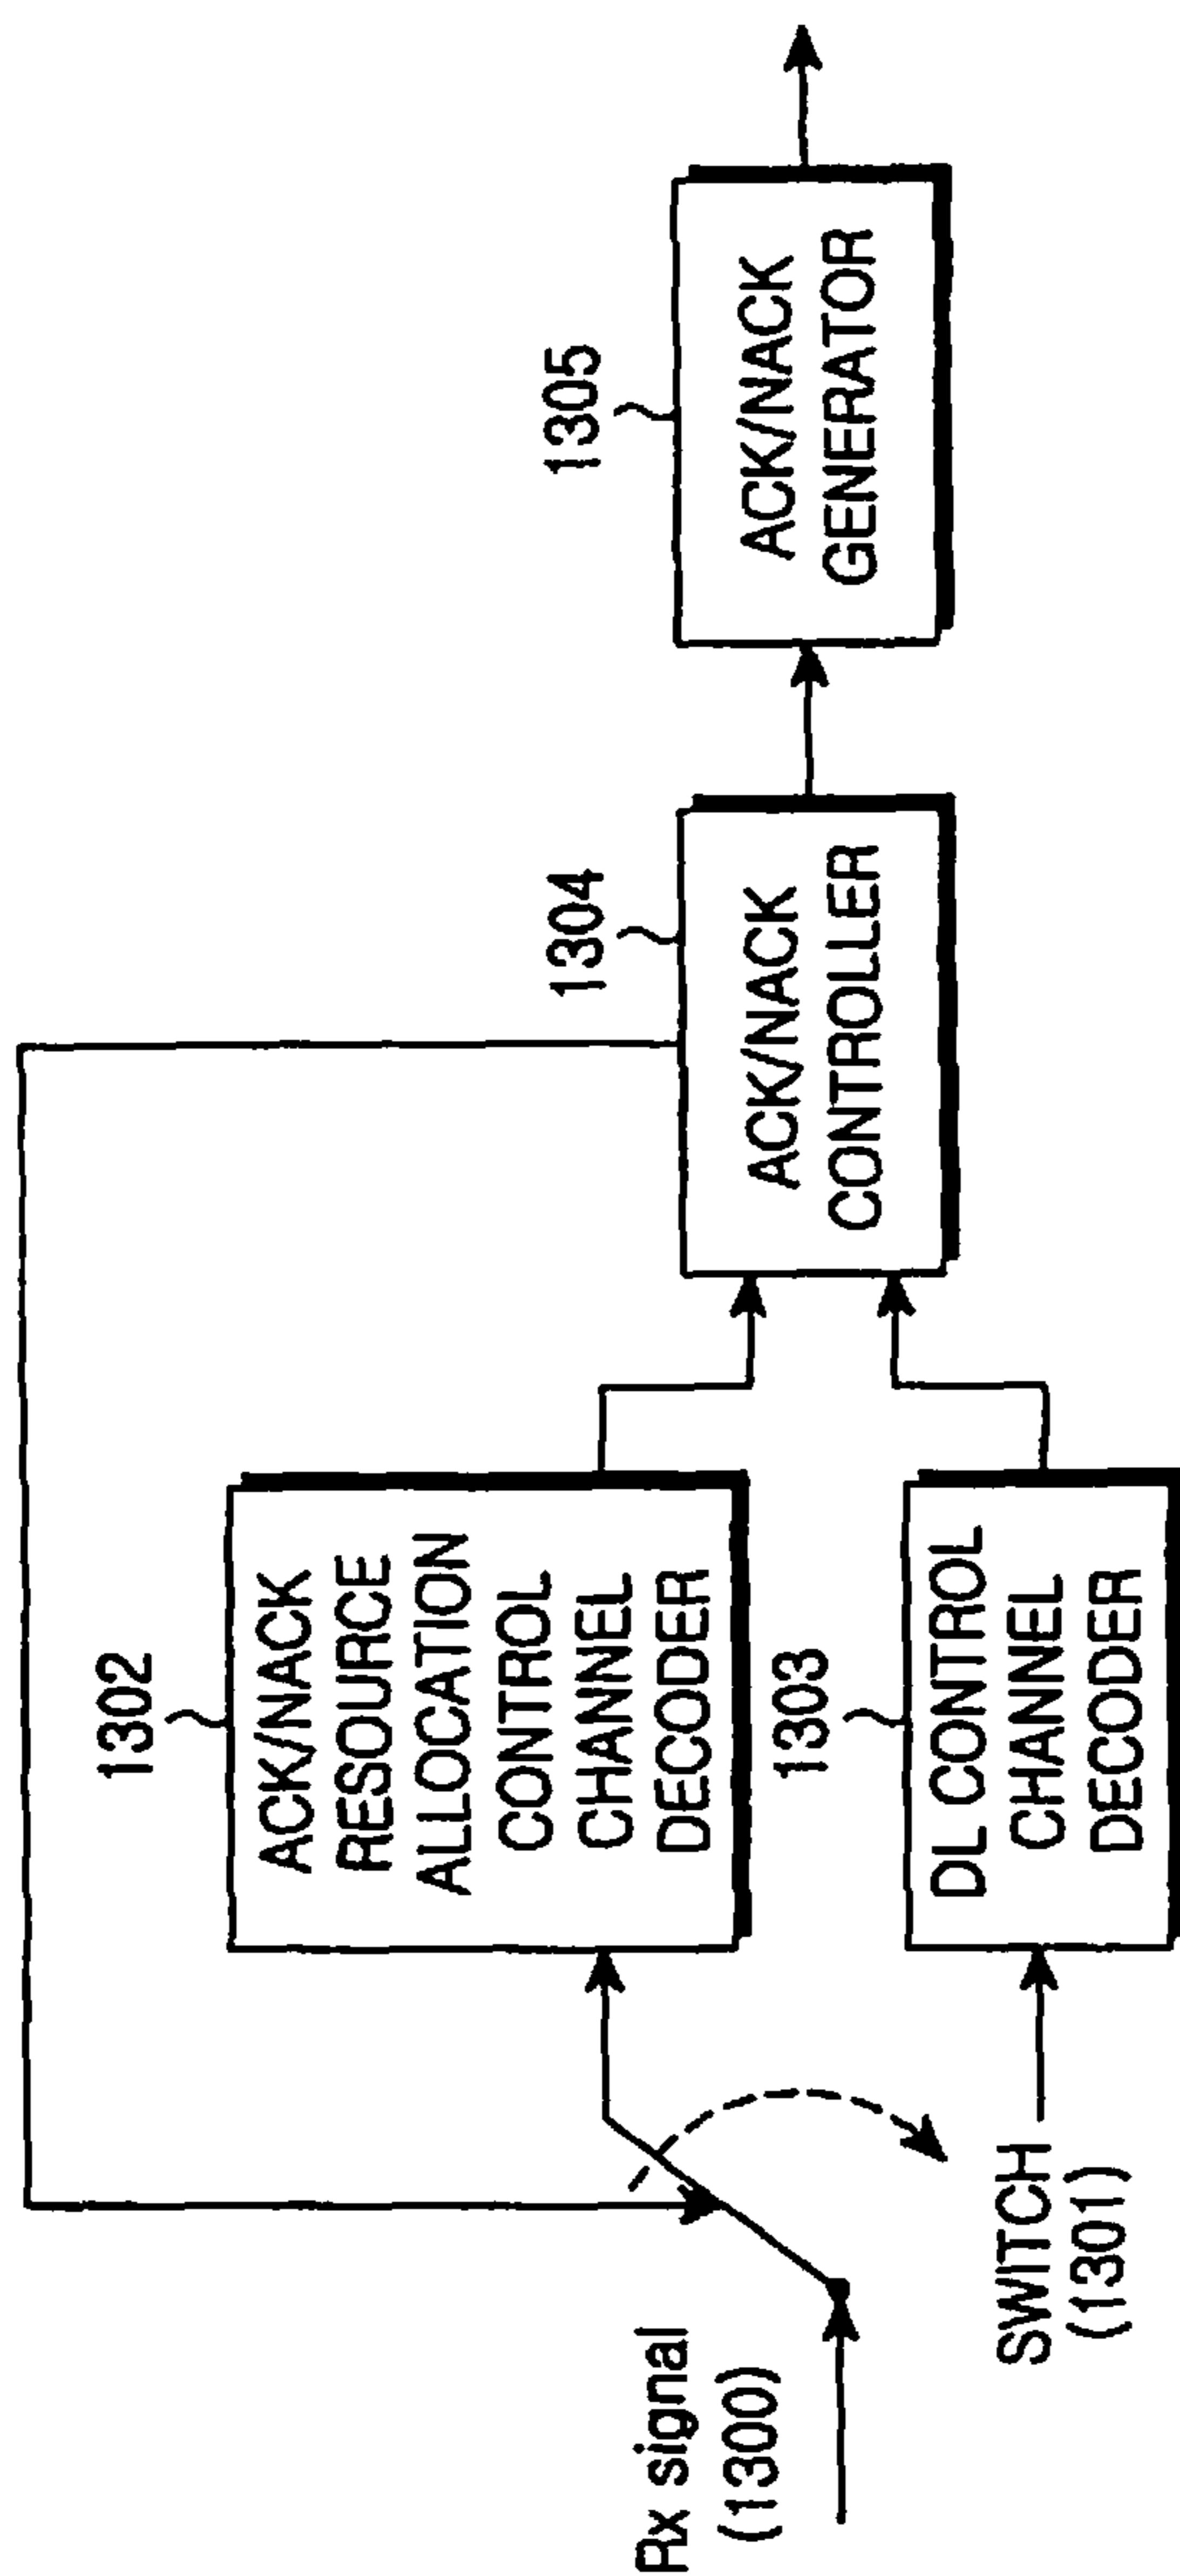 Rx signal
(1300)
SWITCH
(1301)
1302
ACK/NACK
RESOURCE
ALLOCATION
CONTROL
CHANNEL
DECODER
1303
DL CONTROL
CHANNEL
DECODER
1304
ACK/NACK
CONTROLLER
1305
ACK/NACK
GENERATOR